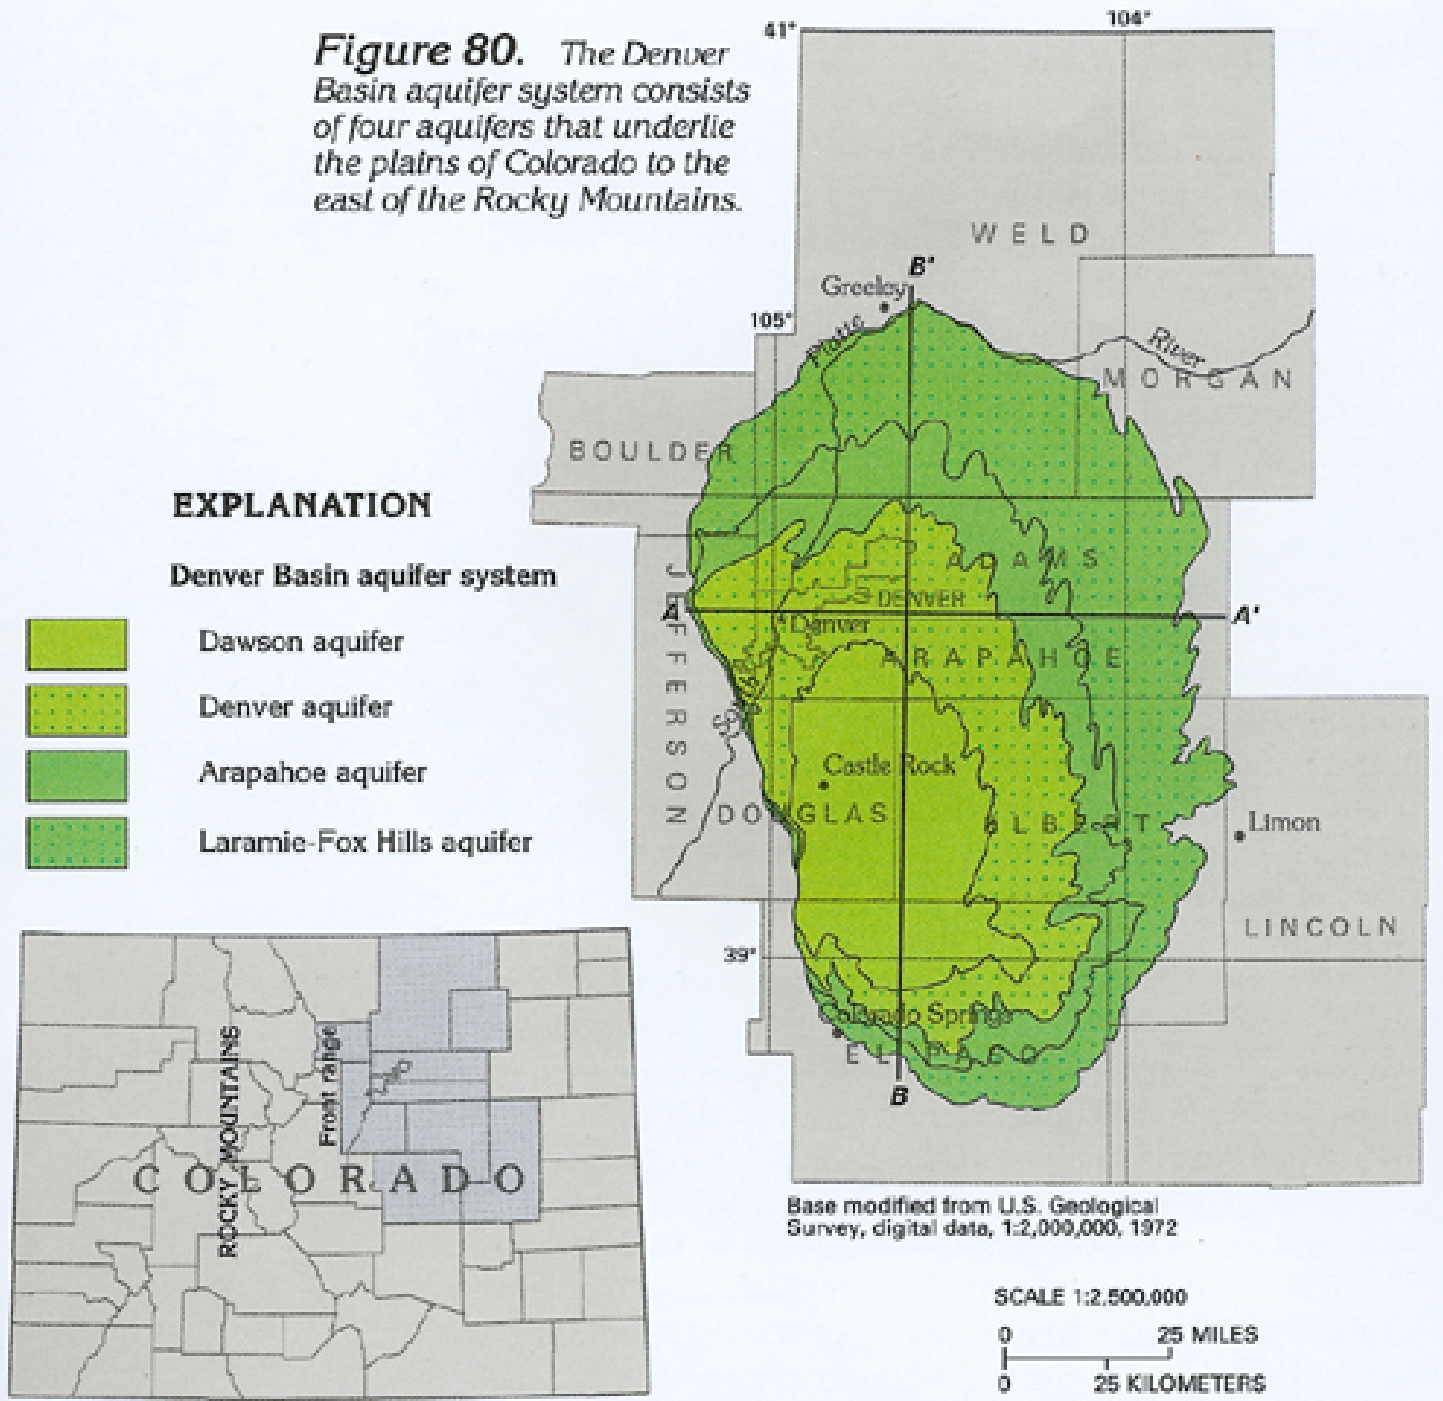 Figure 80. The Denver
Basin aquifer system consists
of four aquifers that underlie
the plains of Colorado to the
east of the Rocky Mountains.
41°
104°
WELD
B'
Greeley
105°
Platte
River
MORGAN
BOULDER
EXPLANATION
Denver Basin aquifer system
Dawson aquifer
Denver aquifer
Arapahoe aquifer
Laramie-Fox Hills aquifer
ADAMS
DENVER
A
A'
Denver
JEFFERSON
ARAPAHOE
South
Castle Rock
DOUGLAS
ELBERT
Limon
LINCOLN
39°
Colorado Springs
EL PASO
B
ROCKY MOUNTAINS
Front range
COLORADO
Base modified from U.S. Geological
Survey, digital data, 1:2,000,000, 1972
SCALE 1:2,500,000
0 25 MILES
0 25 KILOMETERS